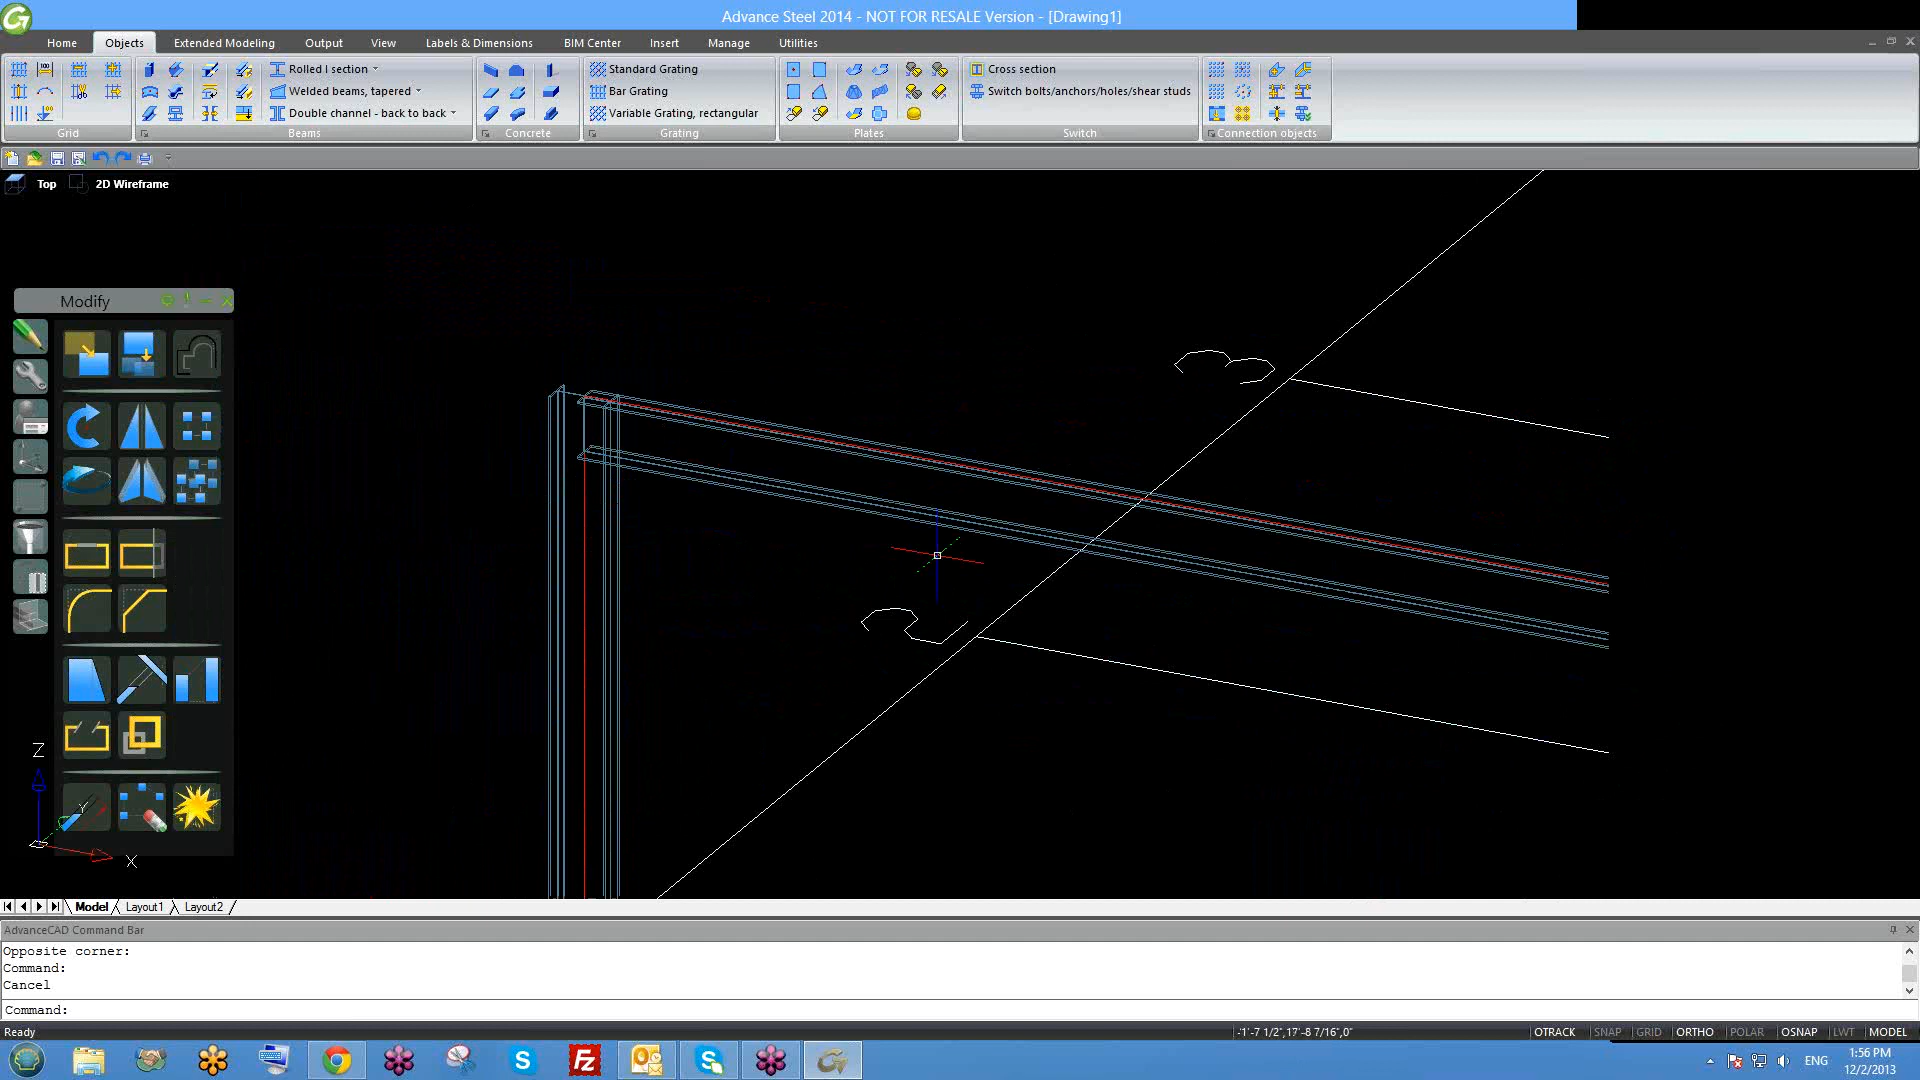 Advance Steel 2014 - NOT FOR RESALE Version - [Drawing1]
Home Objects Extended Modeling Output View Labels & Dimensions BIM Center Insert Manage Utilities
Rolled I section Standard Grating Cross section
Welded beams, tapered Bar Grating Switch bolts/anchors/holes/shear studs
Double channel - back to back Variable Grating, rectangular
Grid Beams Concrete Grating Plates Switch Connection objects
Top 2D Wireframe
Modify
Z
Y
X
Model Layout1 Layout2
AdvanceCAD Command Bar
Opposite corner:
Command:
Cancel
Command:
Ready -1'-7 1/2",17'-8 7/16",0" OTRACK SNAP GRID ORTHO POLAR OSNAP LWT MODEL
ENG 1:56 PM
12/2/2013